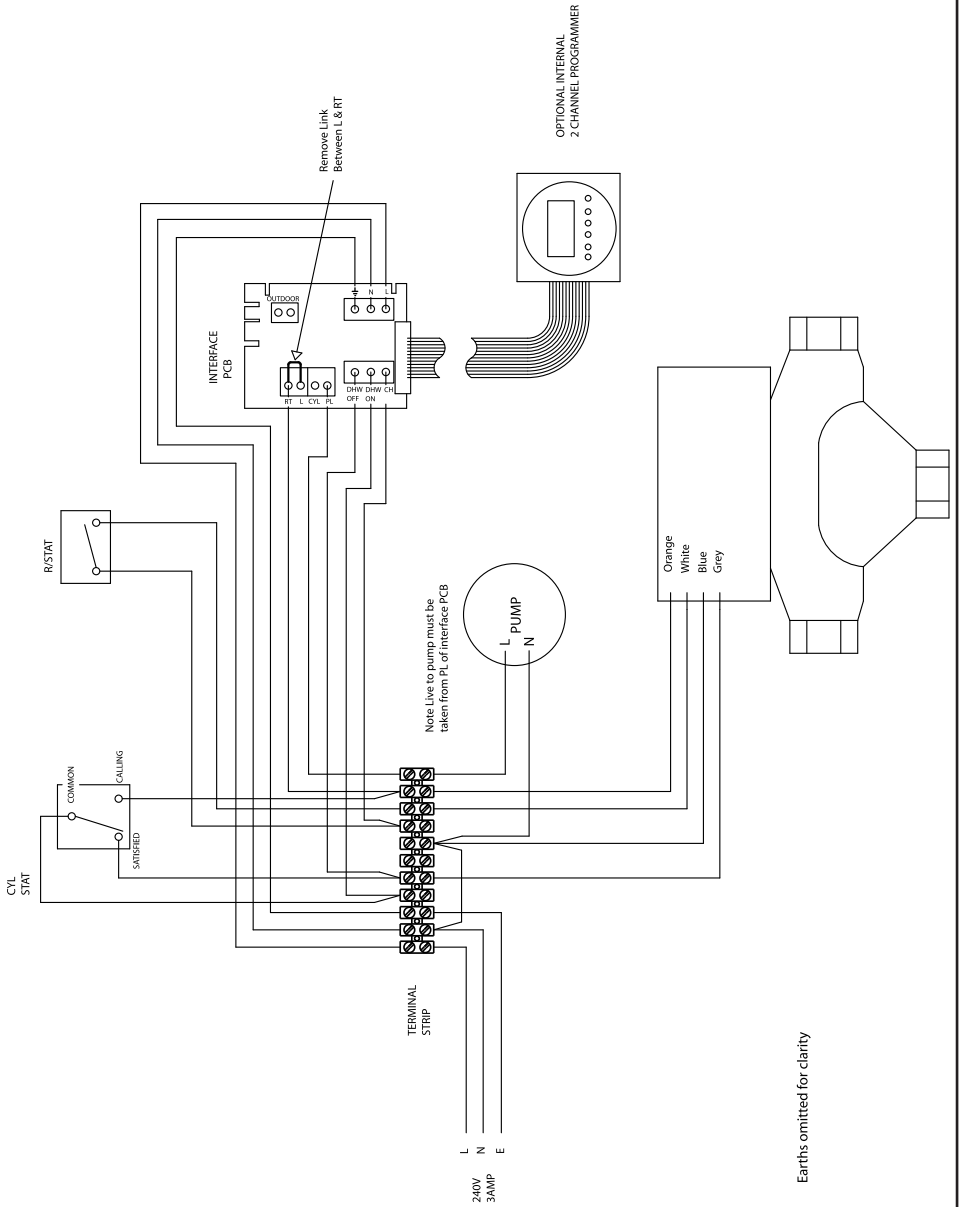 CYL
STAT
COMMON
CALLING
SATISFIED
R/STAT
INTERFACE
PCB
OUTDOOR
Remove Link
Between L & RT
N
L
RT
L
CYL
PL
DHW
OFF
DHW
ON
CH
OPTIONAL INTERNAL
2 CHANNEL PROGRAMMER
Note Live to pump must be
taken from PL of interface PCB
L
PUMP
N
TERMINAL
STRIP
Orange
White
Blue
Grey
L
N
E
240V
3AMP
Earths omitted for clarity